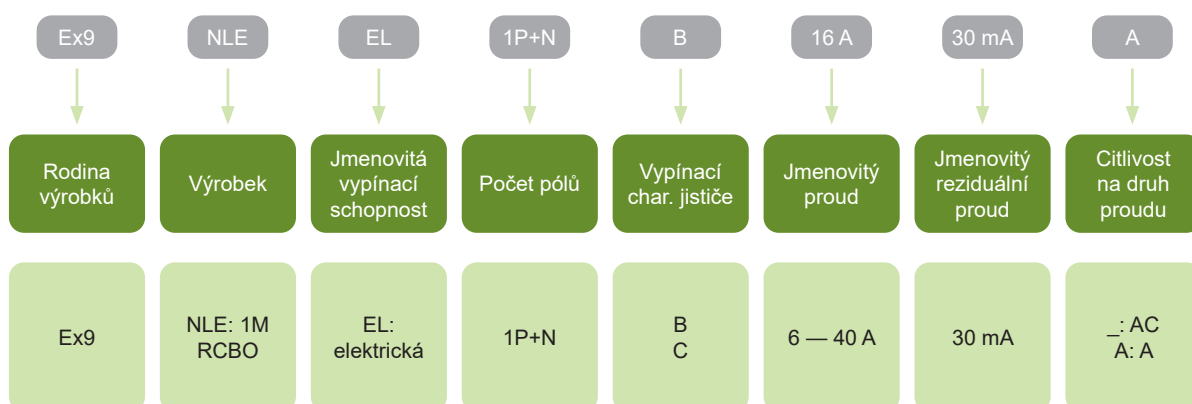 Ex9
NLE
EL
1P+N
B
16 A
30 mA
A
Rodina
výrobků
Výrobek
Jmenovitá
vypínací
schopnost
Počet pólů
Vypínací
char. jističe
Jmenovitý
proud
Jmenovitý
reziduální
proud
Citlivost
na druh
proudu
Ex9
NLE: 1M
RCBO
EL:
elektrická
1P+N
B
C
6 — 40 A
30 mA
_: AC
A: A